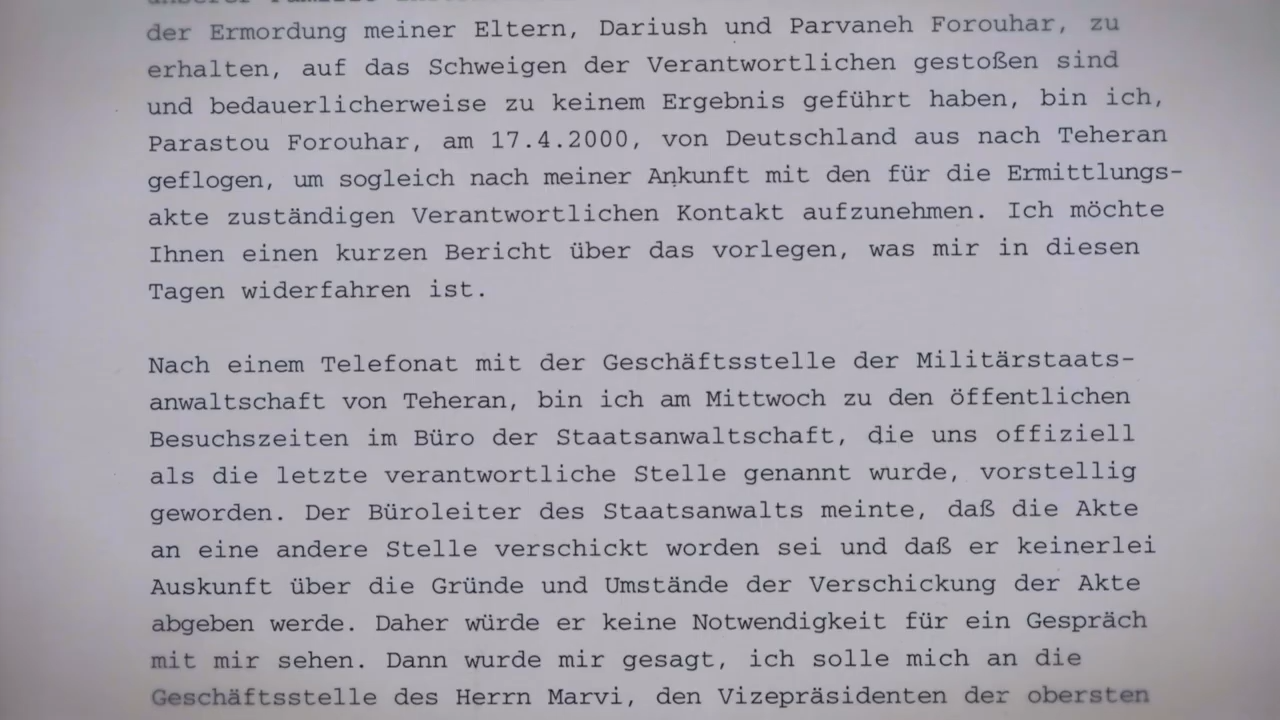 der Ermordung meiner Eltern, Dariush und Parvaneh Forouhar, zu
erhalten, auf das Schweigen der Verantwortlichen gestoßen sind
und bedauerlicherweise zu keinem Ergebnis geführt haben, bin ich,
Parastou Forouhar, am 17.4.2000, von Deutschland aus nach Teheran
geflogen, um sogleich nach meiner Ankunft mit den für die Ermittlungs-
akte zuständigen Verantwortlichen Kontakt aufzunehmen. Ich möchte
Ihnen einen kurzen Bericht über das vorlegen, was mir in diesen
Tagen widerfahren ist.
Nach einem Telefonat mit der Geschäftsstelle der Militärstaats-
anwaltschaft von Teheran, bin ich am Mittwoch zu den öffentlichen
Besuchszeiten im Büro der Staatsanwaltschaft, die uns offiziell
als die letzte verantwortliche Stelle genannt wurde, vorstellig
geworden. Der Büroleiter des Staatsanwalts meinte, daß die Akte
an eine andere Stelle verschickt worden sei und daß er keinerlei
Auskunft über die Gründe und Umstände der Verschickung der Akte
abgeben werde. Daher würde er keine Notwendigkeit für ein Gespräch
mit mir sehen. Dann wurde mir gesagt, ich solle mich an die
Geschäftsstelle des Herrn Marvi, den Vizepräsidenten der obersten